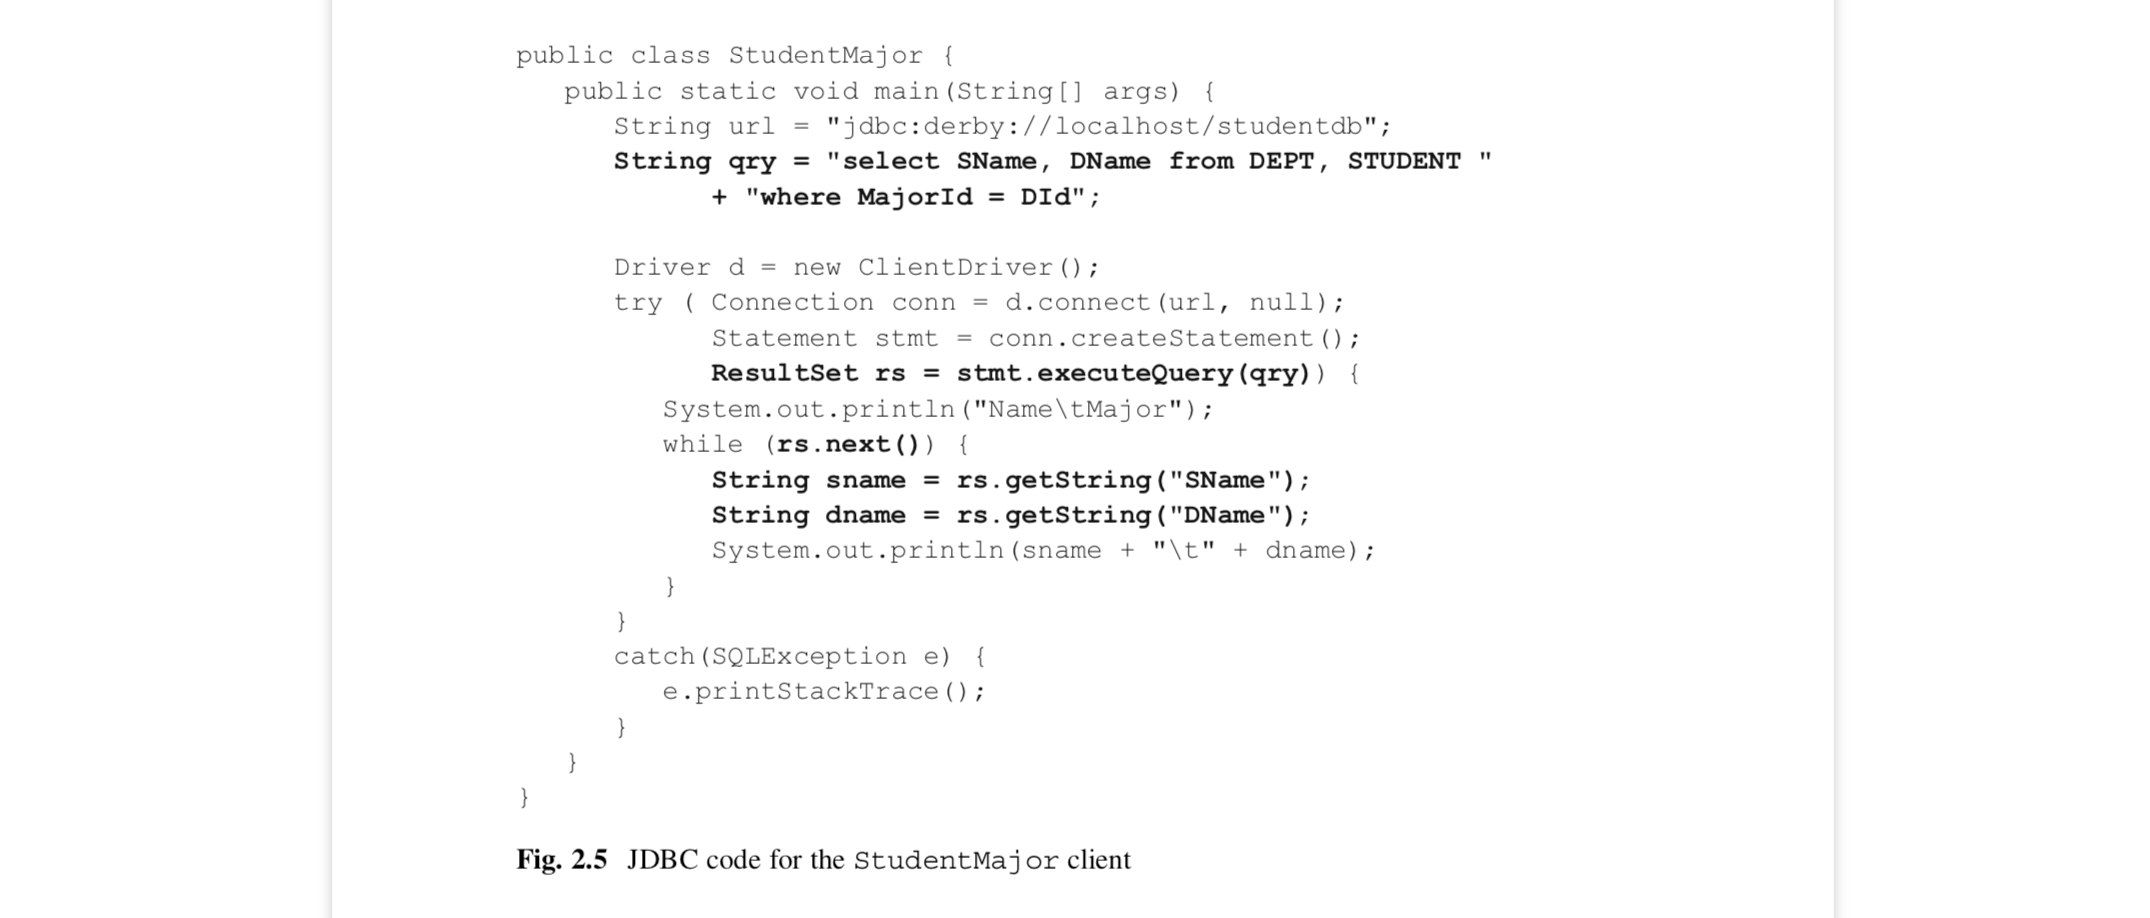 public class StudentMajor {
   public static void main(String[] args) {
      String url = "jdbc:derby://localhost/studentdb";
      String qry = "select SName, DName from DEPT, STUDENT "
            + "where MajorId = DId";

      Driver d = new ClientDriver();
      try ( Connection conn = d.connect(url, null);
            Statement stmt = conn.createStatement();
            ResultSet rs = stmt.executeQuery(qry)) {
         System.out.println("Name\tMajor");
         while (rs.next()) {
            String sname = rs.getString("SName");
            String dname = rs.getString("DName");
            System.out.println(sname + "\t" + dname);
         }
      }
      catch(SQLException e) {
         e.printStackTrace();
      }
   }
}
Fig. 2.5 JDBC code for the StudentMajor client